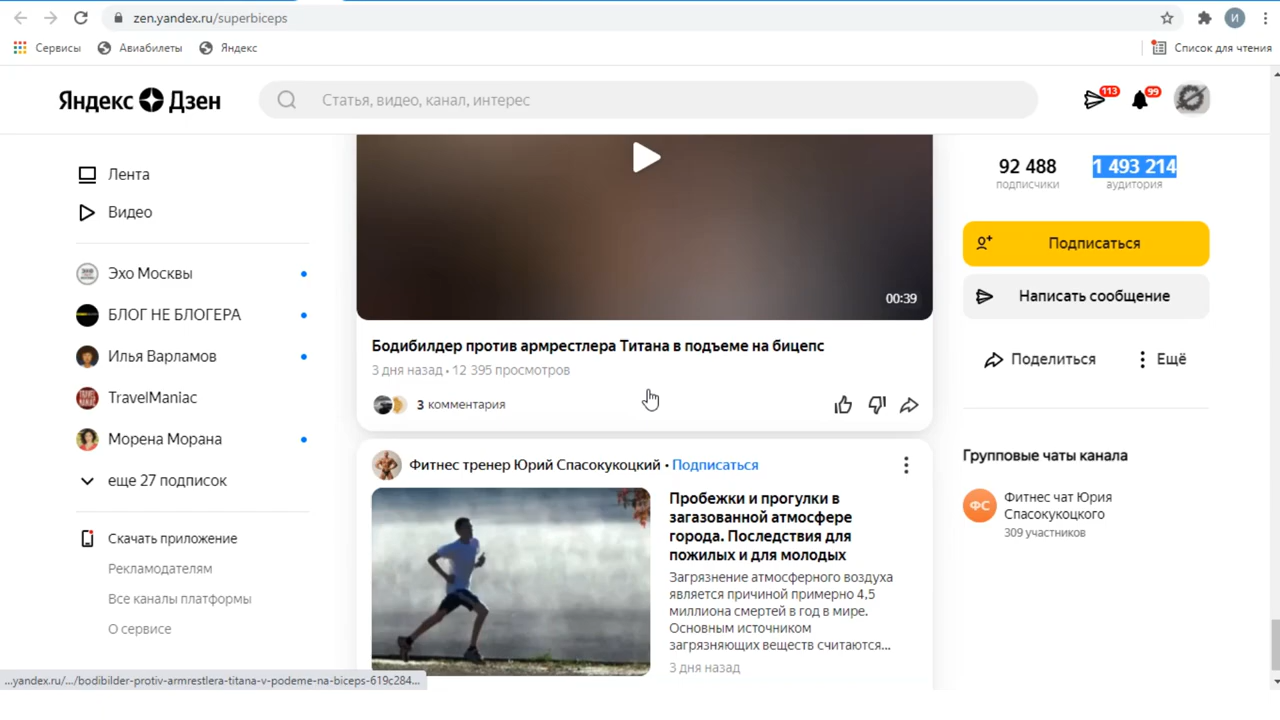 zen.yandex.ru/superbiceps
И
Сервисы
Авиабилеты
Яндекс
Список для чтения
Яндекс Дзен
Статья, видео, канал, интерес
113
99
Лента
Видео
Эхо Москвы
БЛОГ НЕ БЛОГЕРА
Илья Варламов
TravelManiac
Морена Морана
еще 27 подписок
Скачать приложение
Рекламодателям
Все каналы платформы
О сервисе
...yandex.ru/.../bodibilder-protiv-armrestlera-titana-v-podeme-na-biceps-619c284...
00:39
Бодибилдер против армрестлера Титана в подъеме на бицепс
3 дня назад • 12 395 просмотров
3 комментария
Фитнес тренер Юрий Спасокукоцкий • Подписаться
Пробежки и прогулки в
загазованной атмосфере
города. Последствия для
пожилых и для молодых
Загрязнение атмосферного воздуха
является причиной примерно 4,5
миллиона смертей в год в мире.
Основным источником
загрязняющих веществ считаются...
3 дня назад
92 488
подписчики
1 493 214
аудитория
Подписаться
Написать сообщение
Поделиться
Ещё
Групповые чаты канала
ФС
Фитнес чат Юрия
Спасокукоцкого
309 участников